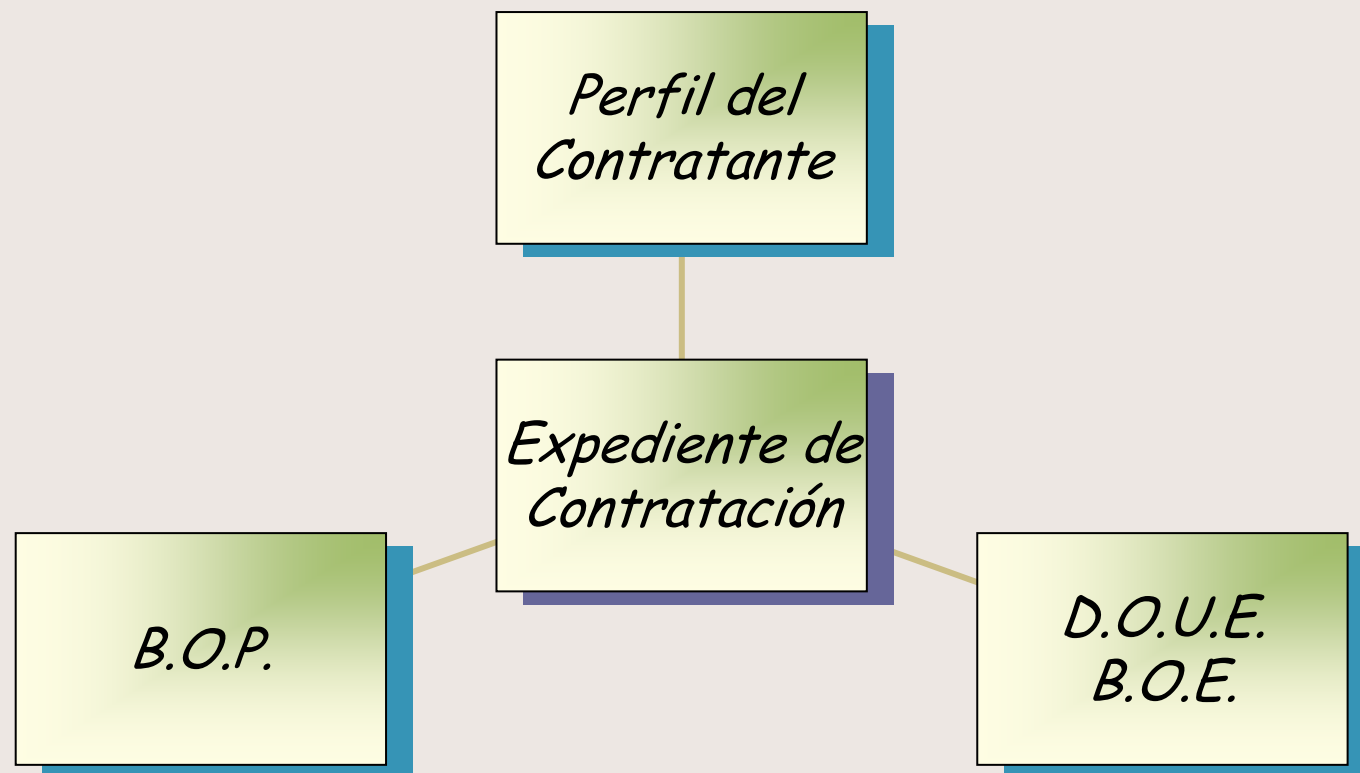 Perfil del
Contratante
Expediente de
Contratación
B.O.P.
D.O.U.E.
B.O.E.